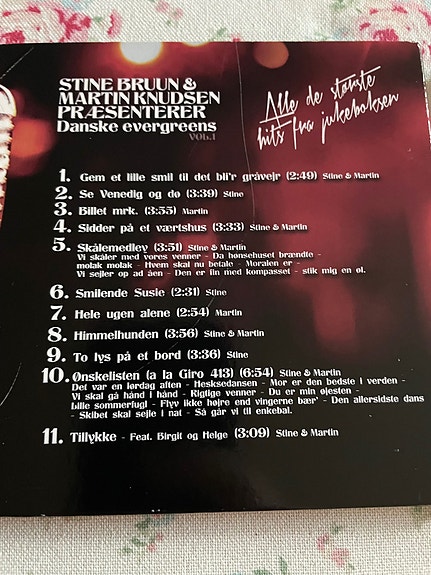 STINE BRUUN &
MARTIN KNUDSEN
PRÆSENTERER
Danske evergreens
VOL.1
Alle de største
hits fra jukeboksen
1. Gem et lille smil til det bli'r gråvejr (2:49) Stine & Martin
2. Se Venedig og dø (3:39) Stine
3. Billet mrk. (3:55) Martin
4. Sidder på et værtshus (3:33) Stine & Martin
5. Skålemedley (3:51) Stine & Martin
Vi skåler med vores venner - Da hønsehuset brændte -
molak molak - Hvem skal nu betale - Moralen er -
Vi sejler op ad åen - Den er fin med kompasset - stik mig en øl.
6. Smilende Susie (2:31) Stine
7. Hele ugen alene (2:54) Martin
8. Himmelhunden (3:56) Stine & Martin
9. To lys på et bord (3:36) Stine
10. Ønskelisten (a la Giro 413) (6:54) Stine & Martin
Det var en lørdag aften - Hesksedansen - Mor er den bedste i verden -
Vi skal gå hånd i hånd - Rigtige venner - Du er min øjesten -
Lille sommerfugl - Flyv ikke højre end vingerne bær' - Den allersidste dans
- Skibet skal sejle i nat - Så går vi til enkebal.
11. Tillykke - Feat. Birgit og Helge (3:09) Stine & Martin